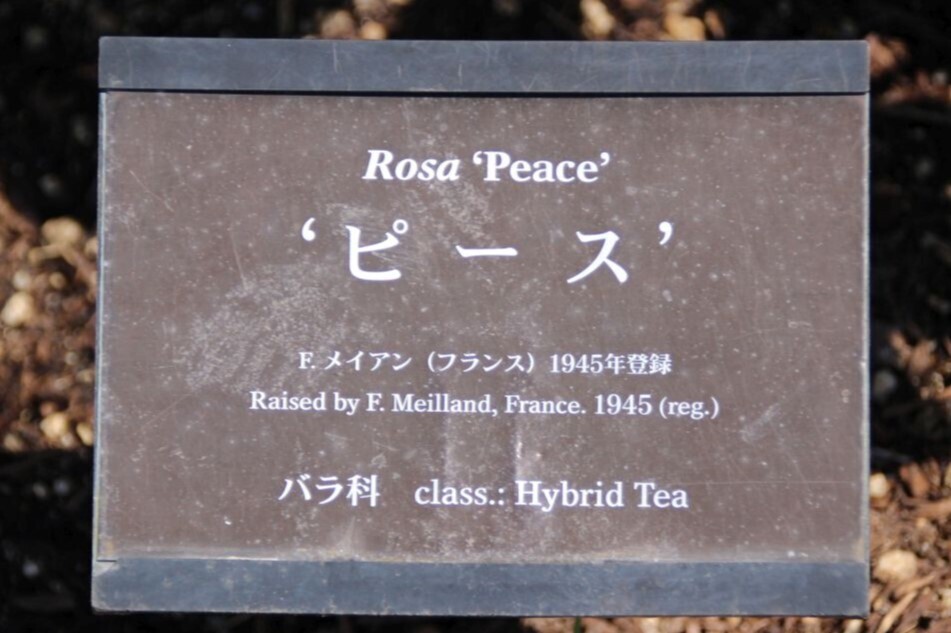 Rosa ‘Peace’
‘ピース’
F. メイアン（フランス）1945年登録
Raised by F. Meilland, France. 1945 (reg.)
バラ科　class.: Hybrid Tea